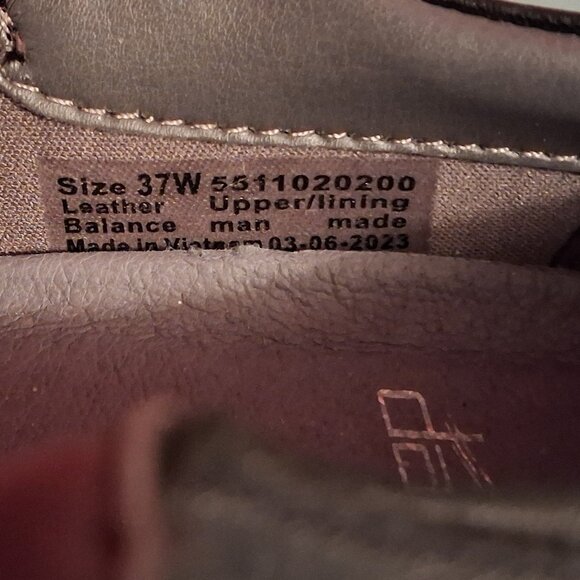 Size 37W 5511020200
Leather Upper/lining
Balance man made
Made in Vietnam 03-06-2023